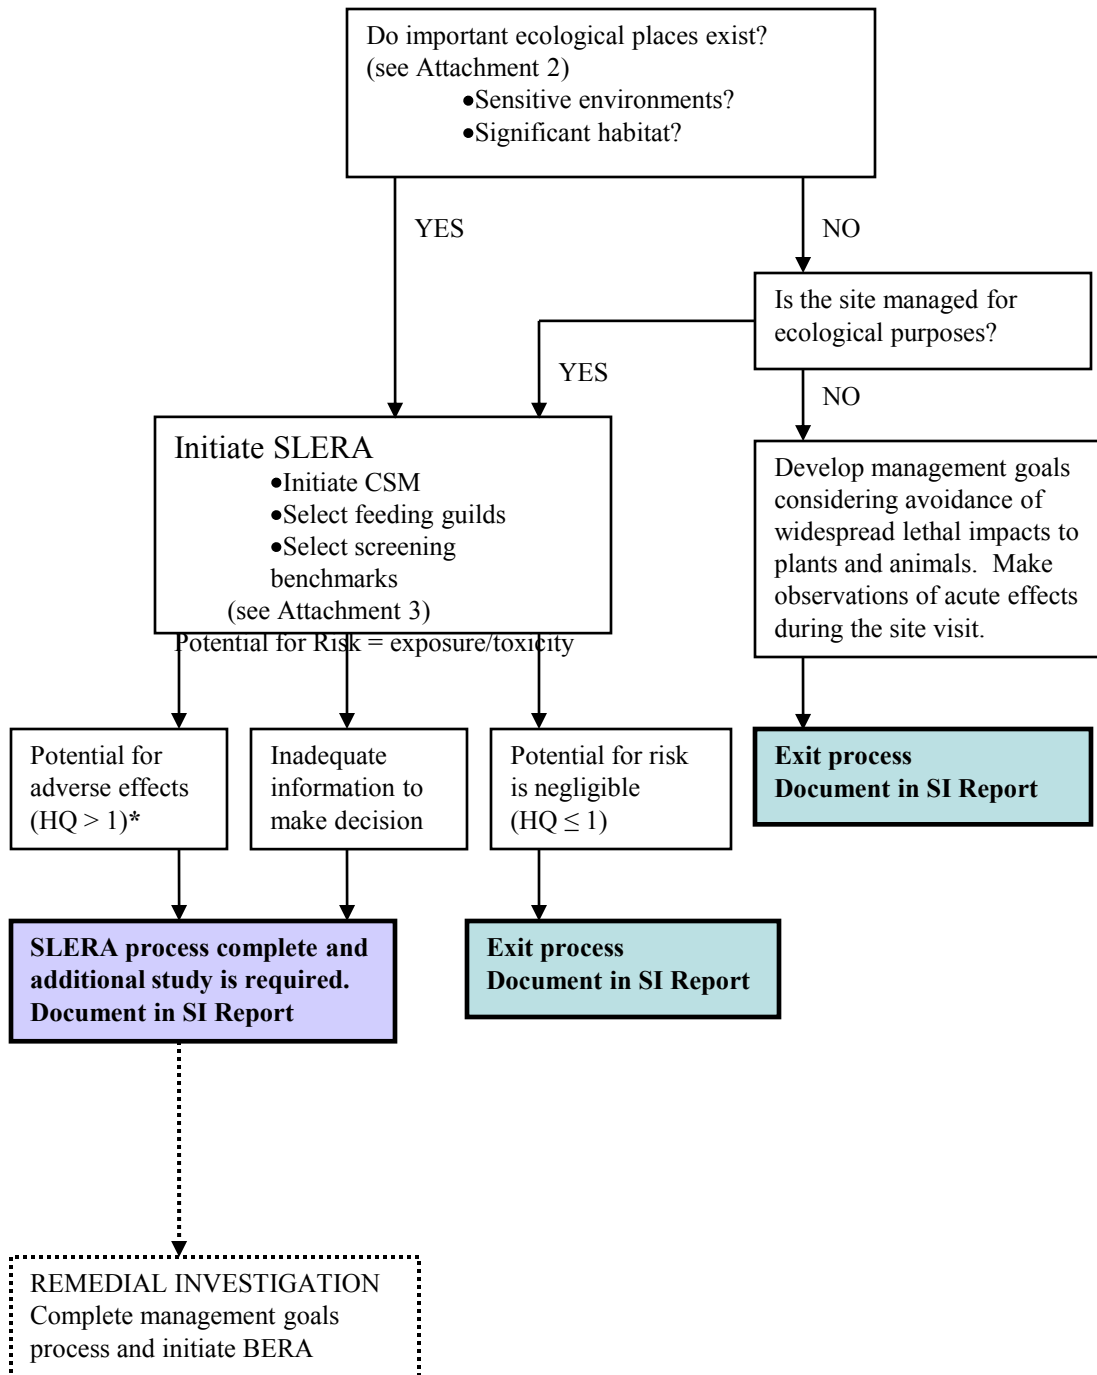 Do important ecological places exist?
(see Attachment 2)
•Sensitive environments?
•Significant habitat?
YES
NO
Is the site managed for
ecological purposes?
YES
NO
Initiate SLERA
•Initiate CSM
•Select feeding guilds
•Select screening
benchmarks
(see Attachment 3)
Potential for Risk = exposure/toxicity
Develop management goals
considering avoidance of
widespread lethal impacts to
plants and animals.  Make
observations of acute effects
during the site visit.
Potential for
adverse effects
(HQ > 1)*
Inadequate
information to
make decision
Potential for risk
is negligible
(HQ ≤ 1)
Exit process
Document in SI Report
SLERA process complete and
additional study is required.
Document in SI Report
Exit process
Document in SI Report
REMEDIAL INVESTIGATION
Complete management goals
process and initiate BERA